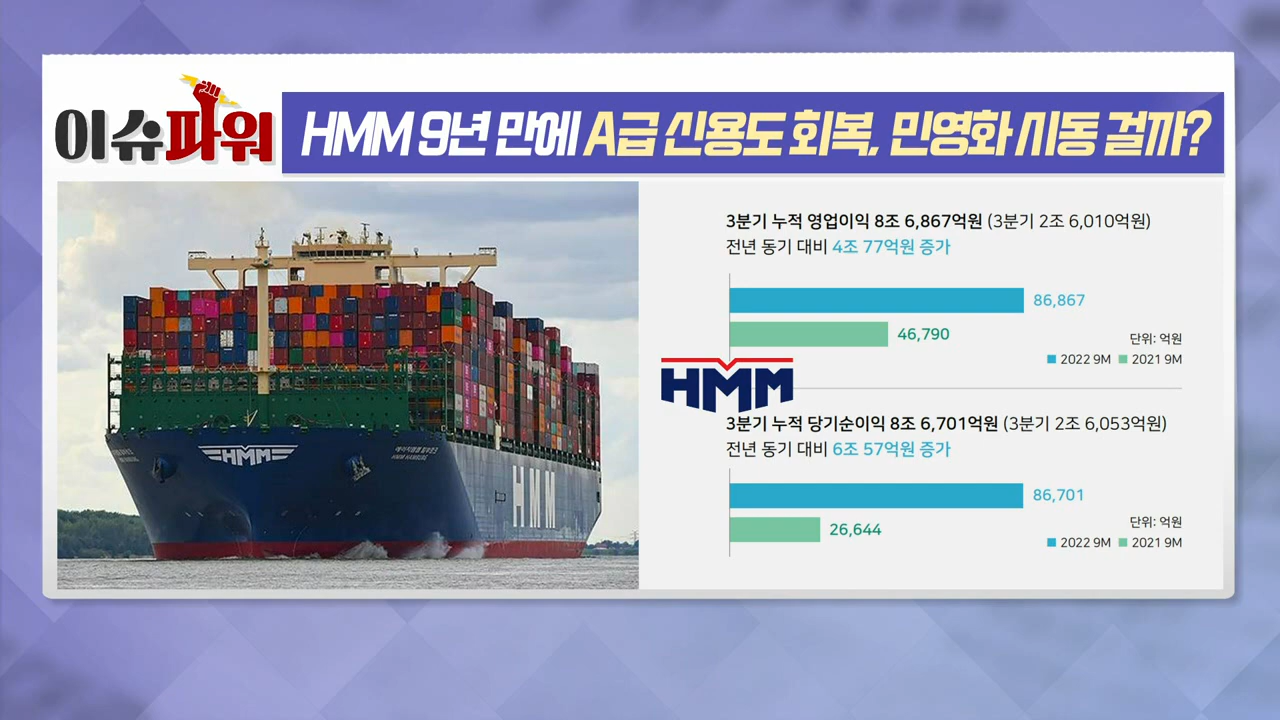 이슈파워
HMM 9년 만에 A급 신용도 회복, 민영화 시동 걸까?
3분기 누적 영업이익 8조 6,867억원 (3분기 2조 6,010억원)
전년 동기 대비 4조 77억원 증가
86,867
46,790
단위: 억원
2022 9M 2021 9M
HMM
3분기 누적 당기순이익 8조 6,701억원 (3분기 2조 6,053억원)
전년 동기 대비 6조 57억원 증가
86,701
26,644
단위: 억원
2022 9M 2021 9M
HMM
HMM HAMBURG
HMM